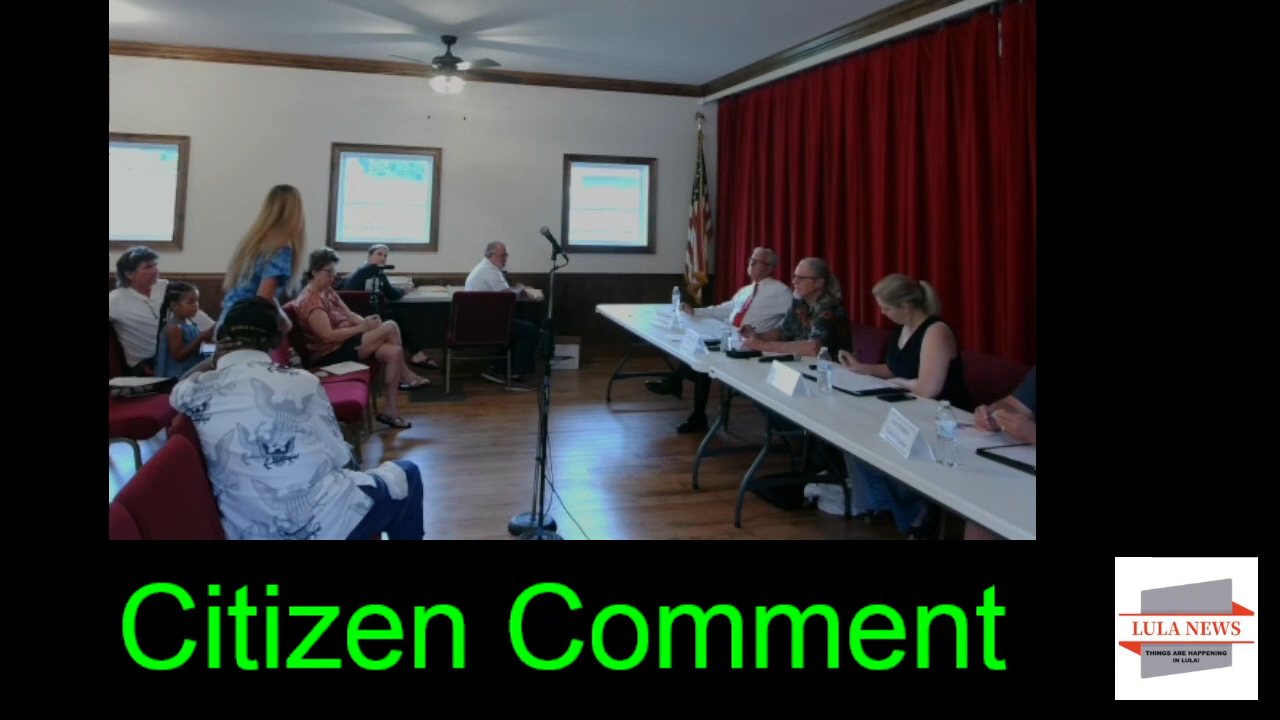 Citizen Comment
LULA NEWS
THINGS ARE HAPPENING
IN LULA!